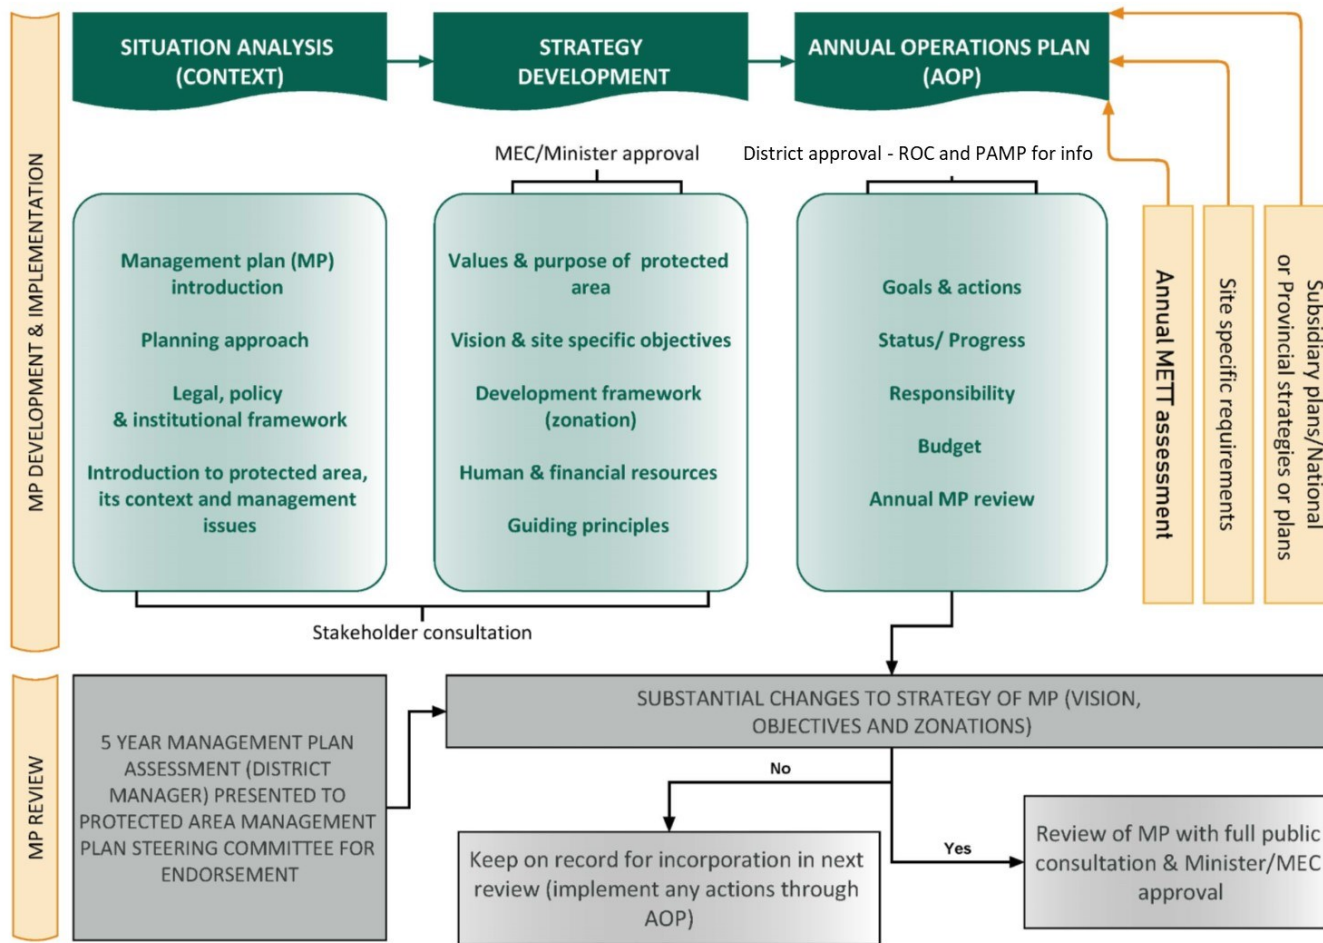 MP DEVELOPMENT & IMPLEMENTATION
SITUATION ANALYSIS
(CONTEXT)
STRATEGY
DEVELOPMENT
ANNUAL OPERATIONS PLAN
(AOP)
MEC/Minister approval
District approval - ROC and PAMP for info
Management plan (MP)
introduction
Planning approach
Legal, policy
& institutional framework
Introduction to protected area,
its context and management
issues
Values & purpose of protected
area
Vision & site specific objectives
Development framework
(zonation)
Human & financial resources
Guiding principles
Goals & actions
Status/ Progress
Responsibility
Budget
Annual MP review
Annual METT assessment
Site specific requirements
Subsidiary plans/National
or Provincial strategies or plans
Stakeholder consultation
MP REVIEW
5 YEAR MANAGEMENT PLAN
ASSESSMENT (DISTRICT
MANAGER) PRESENTED TO
PROTECTED AREA MANAGEMENT
PLAN STEERING COMMITTEE FOR
ENDORSEMENT
SUBSTANTIAL CHANGES TO STRATEGY OF MP (VISION,
OBJECTIVES AND ZONATIONS)
No
Yes
Keep on record for incorporation in next
review (implement any actions through
AOP)
Review of MP with full public
consultation & Minister/MEC
approval